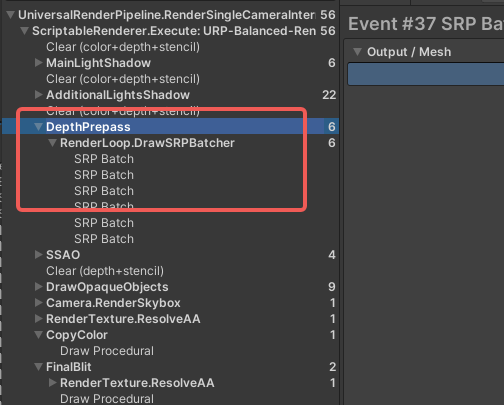 UniversalRenderPipeline.RenderSingleCameraInter 56
ScriptableRenderer.Execute: URP-Balanced-Ren 56
Clear (color+depth+stencil)
MainLightShadow 6
Clear (color+depth+stencil)
AdditionalLightsShadow 22
Clear (color+depth+stencil)
DepthPrepass 6
RenderLoop.DrawSRPBatcher 6
SRP Batch
SRP Batch
SRP Batch
SRP Batch
SRP Batch
SRP Batch
SSAO 4
Clear (depth+stencil)
DrawOpaqueObjects 9
Camera.RenderSkybox 1
RenderTexture.ResolveAA 1
CopyColor 1
Draw Procedural
FinalBlit 2
RenderTexture.ResolveAA 1
Draw Procedural
Event #37 SRP Ba
Output / Mesh